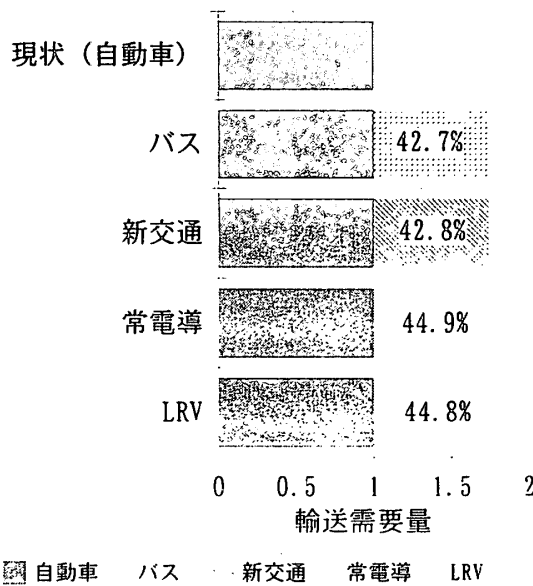 現状（自動車）
バス 42.7%
新交通 42.8%
常電導 44.9%
LRV 44.8%
0 0.5 1 1.5 2
輸送需要量
自動車 バス 新交通 常電導 LRV